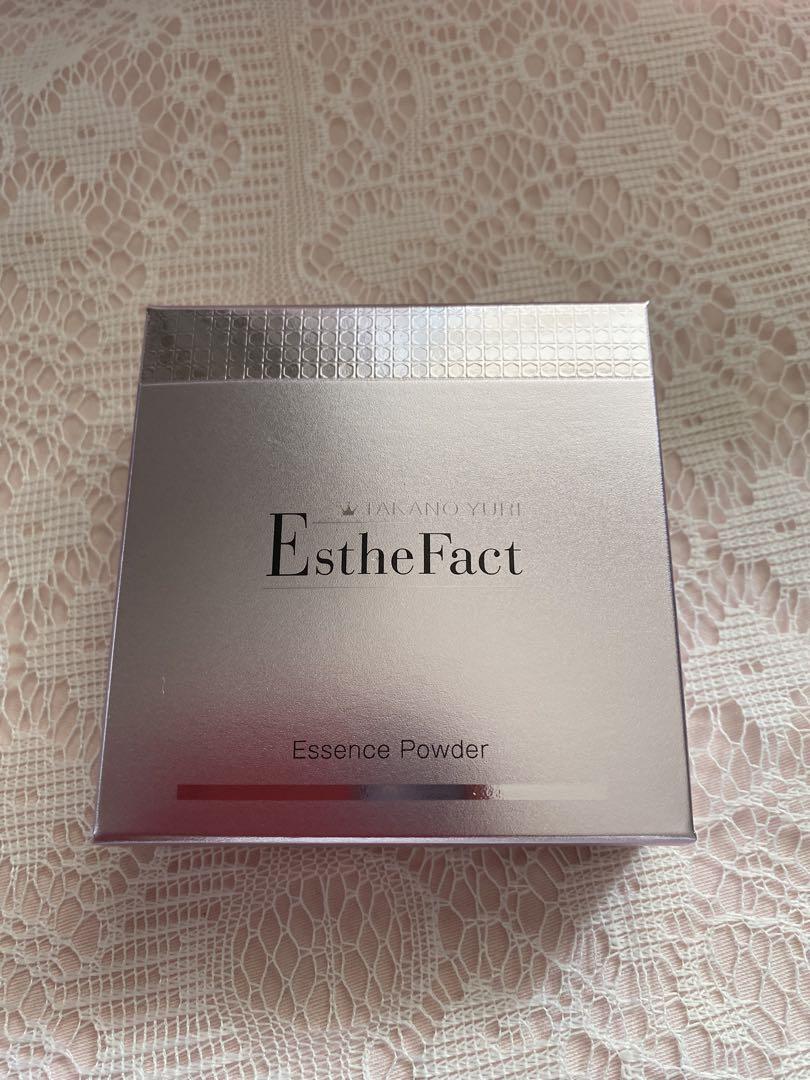 TAKANO YURI
EstheFact
Essence Powder